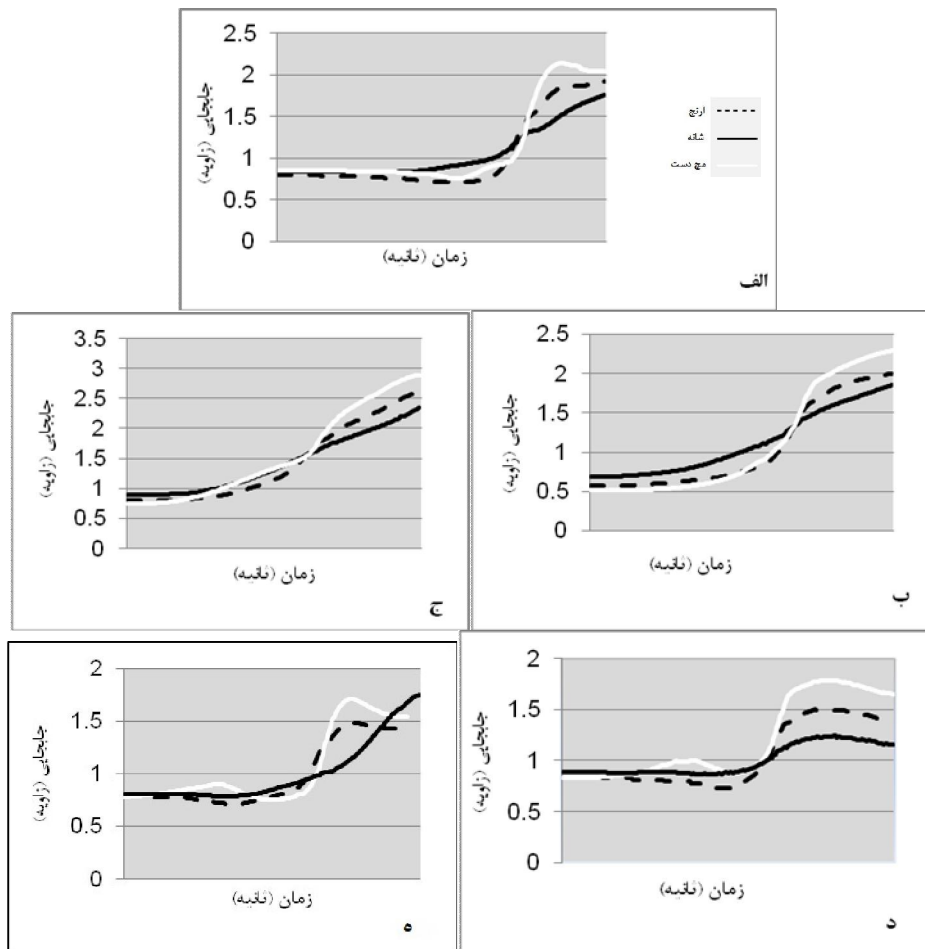 2.5
2
1.5
1
0.5
0
جابجایی (زاویه)
زمان (ثانیه)
ارنج
شانه
مچ دست
الف
3.5
3
2.5
2
1.5
1
0.5
0
جابجایی (زاویه)
زمان (ثانیه)
ج
2.5
2
1.5
1
0.5
0
جابجایی (زاویه)
زمان (ثانیه)
ب
2
1.5
1
0.5
0
جابجایی (زاویه)
زمان (ثانیه)
ه
2
1.5
1
0.5
0
جابجایی (زاویه)
زمان (ثانیه)
د